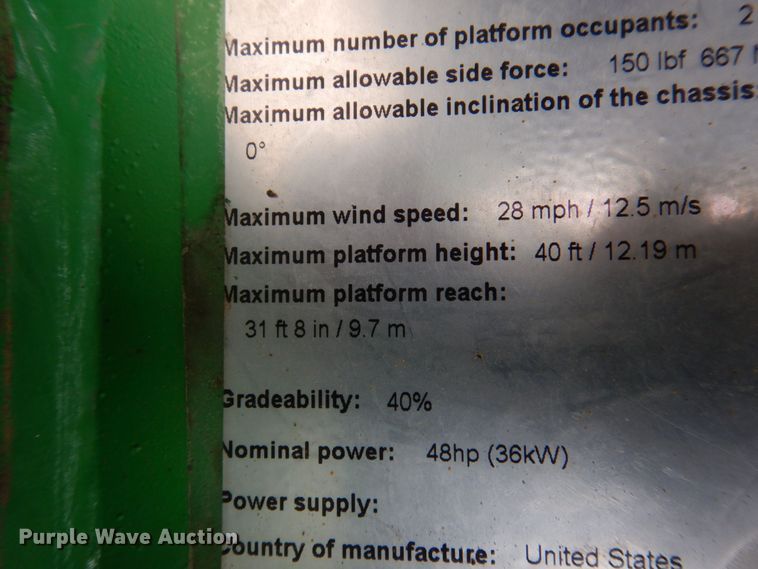 Maximum number of platform occupants: 2
Maximum allowable side force: 150 lbf 667
Maximum allowable inclination of the chassis:
0°
Maximum wind speed: 28 mph / 12.5 m/s
Maximum platform height: 40 ft / 12.19 m
Maximum platform reach:
31 ft 8 in / 9.7 m
Gradeability: 40%
Nominal power: 48hp (36kW)
Power supply:
Country of manufacture: United States
Purple Wave Auction